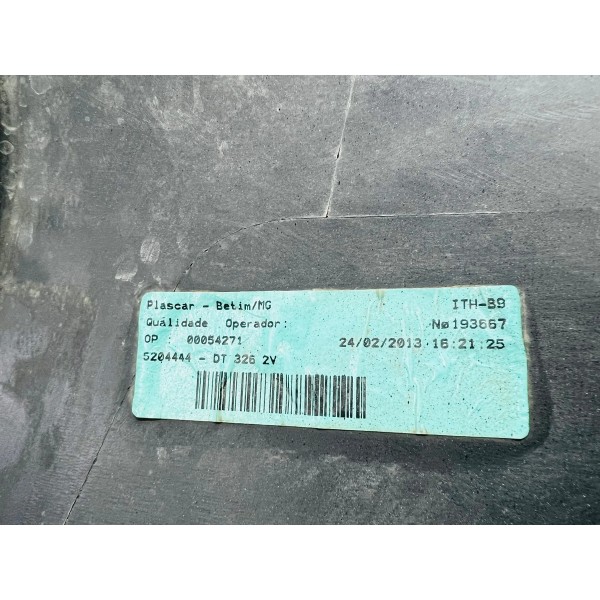 Plascar - Betim/MG ITH-B9
Qualidade Operador: Nø193667
OP : 00054271 24/02/2013 16:21:25
5204444 - DT 326 2V